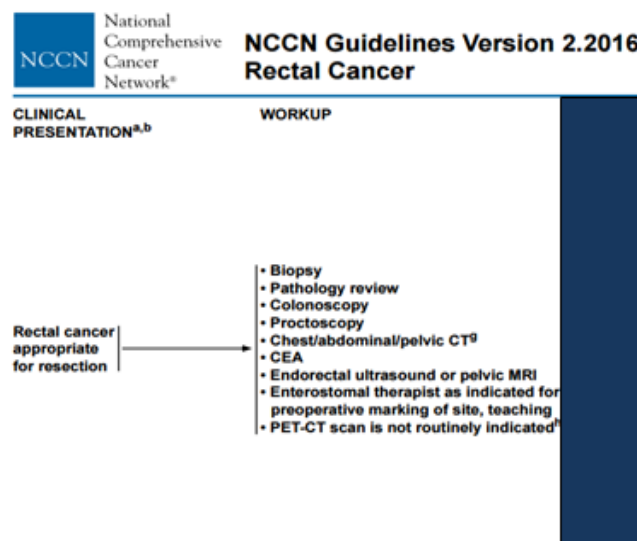 NCCN
National
Comprehensive
Cancer
Network®
NCCN Guidelines Version 2.2016
Rectal Cancer
CLINICAL
PRESENTATIONa,b
WORKUP
Rectal cancer
appropriate
for resection
• Biopsy
• Pathology review
• Colonoscopy
• Proctoscopy
• Chest/abdominal/pelvic CTg
• CEA
• Endorectal ultrasound or pelvic MRI
• Enterostomal therapist as indicated for
preoperative marking of site, teaching
• PET-CT scan is not routinely indicatedh